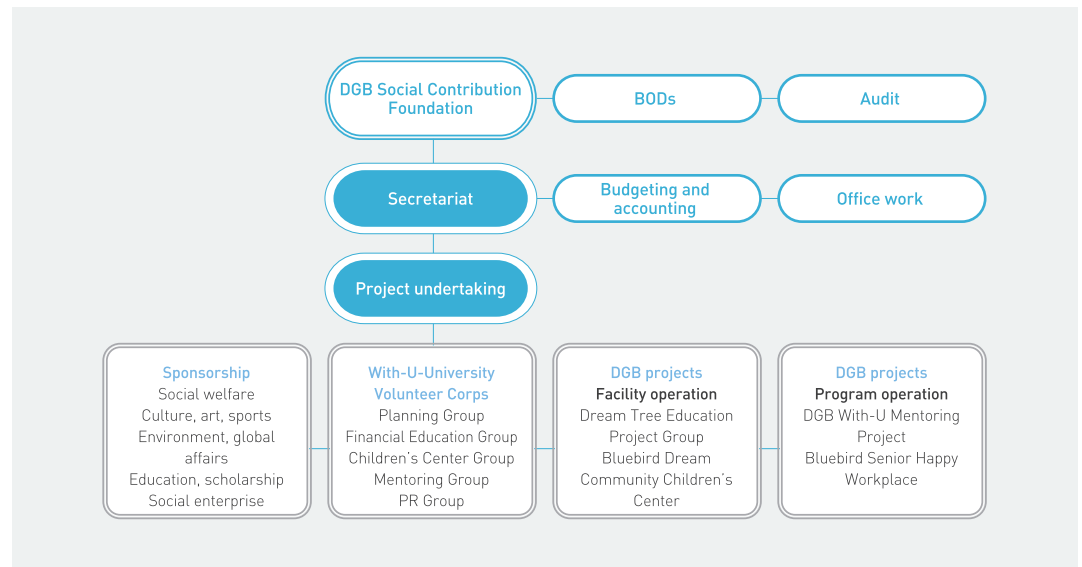 DGB Social Contribution
Foundation
BODs
Audit
Secretariat
Budgeting and
accounting
Office work
Project undertaking
Sponsorship
Social welfare
Culture, art, sports
Environment, global
affairs
Education, scholarship
Social enterprise
With-U-University
Volunteer Corps
Planning Group
Financial Education Group
Children’s Center Group
Mentoring Group
PR Group
DGB projects
Facility operation
Dream Tree Education
Project Group
Bluebird Dream
Community Children’s
Center
DGB projects
Program operation
DGB With-U Mentoring
Project
Bluebird Senior Happy
Workplace